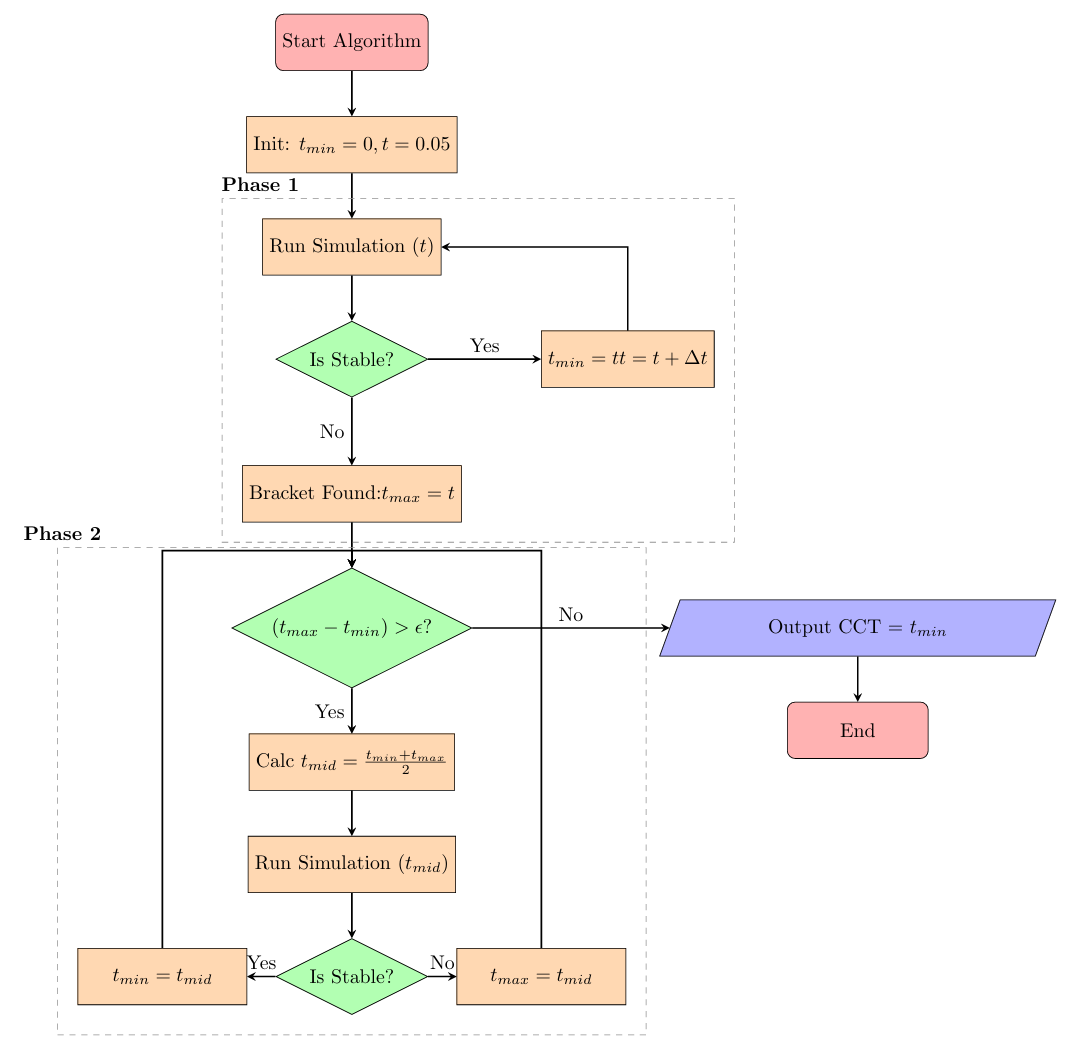 Start Algorithm
Init: $t_{min} = 0, t = 0.05$
Phase 1
Run Simulation ($t$)
Is Stable?
Yes
$t_{min} = tt = t + \Delta t$
No
Bracket Found:$t_{max} = t$
Phase 2
$(t_{max} - t_{min}) > \epsilon$?
No
Output CCT = $t_{min}$
Yes
End
Calc $t_{mid} = \frac{t_{min}+t_{max}}{2}$
Run Simulation ($t_{mid}$)
$t_{min} = t_{mid}$
Yes
Is Stable?
No
$t_{max} = t_{mid}$